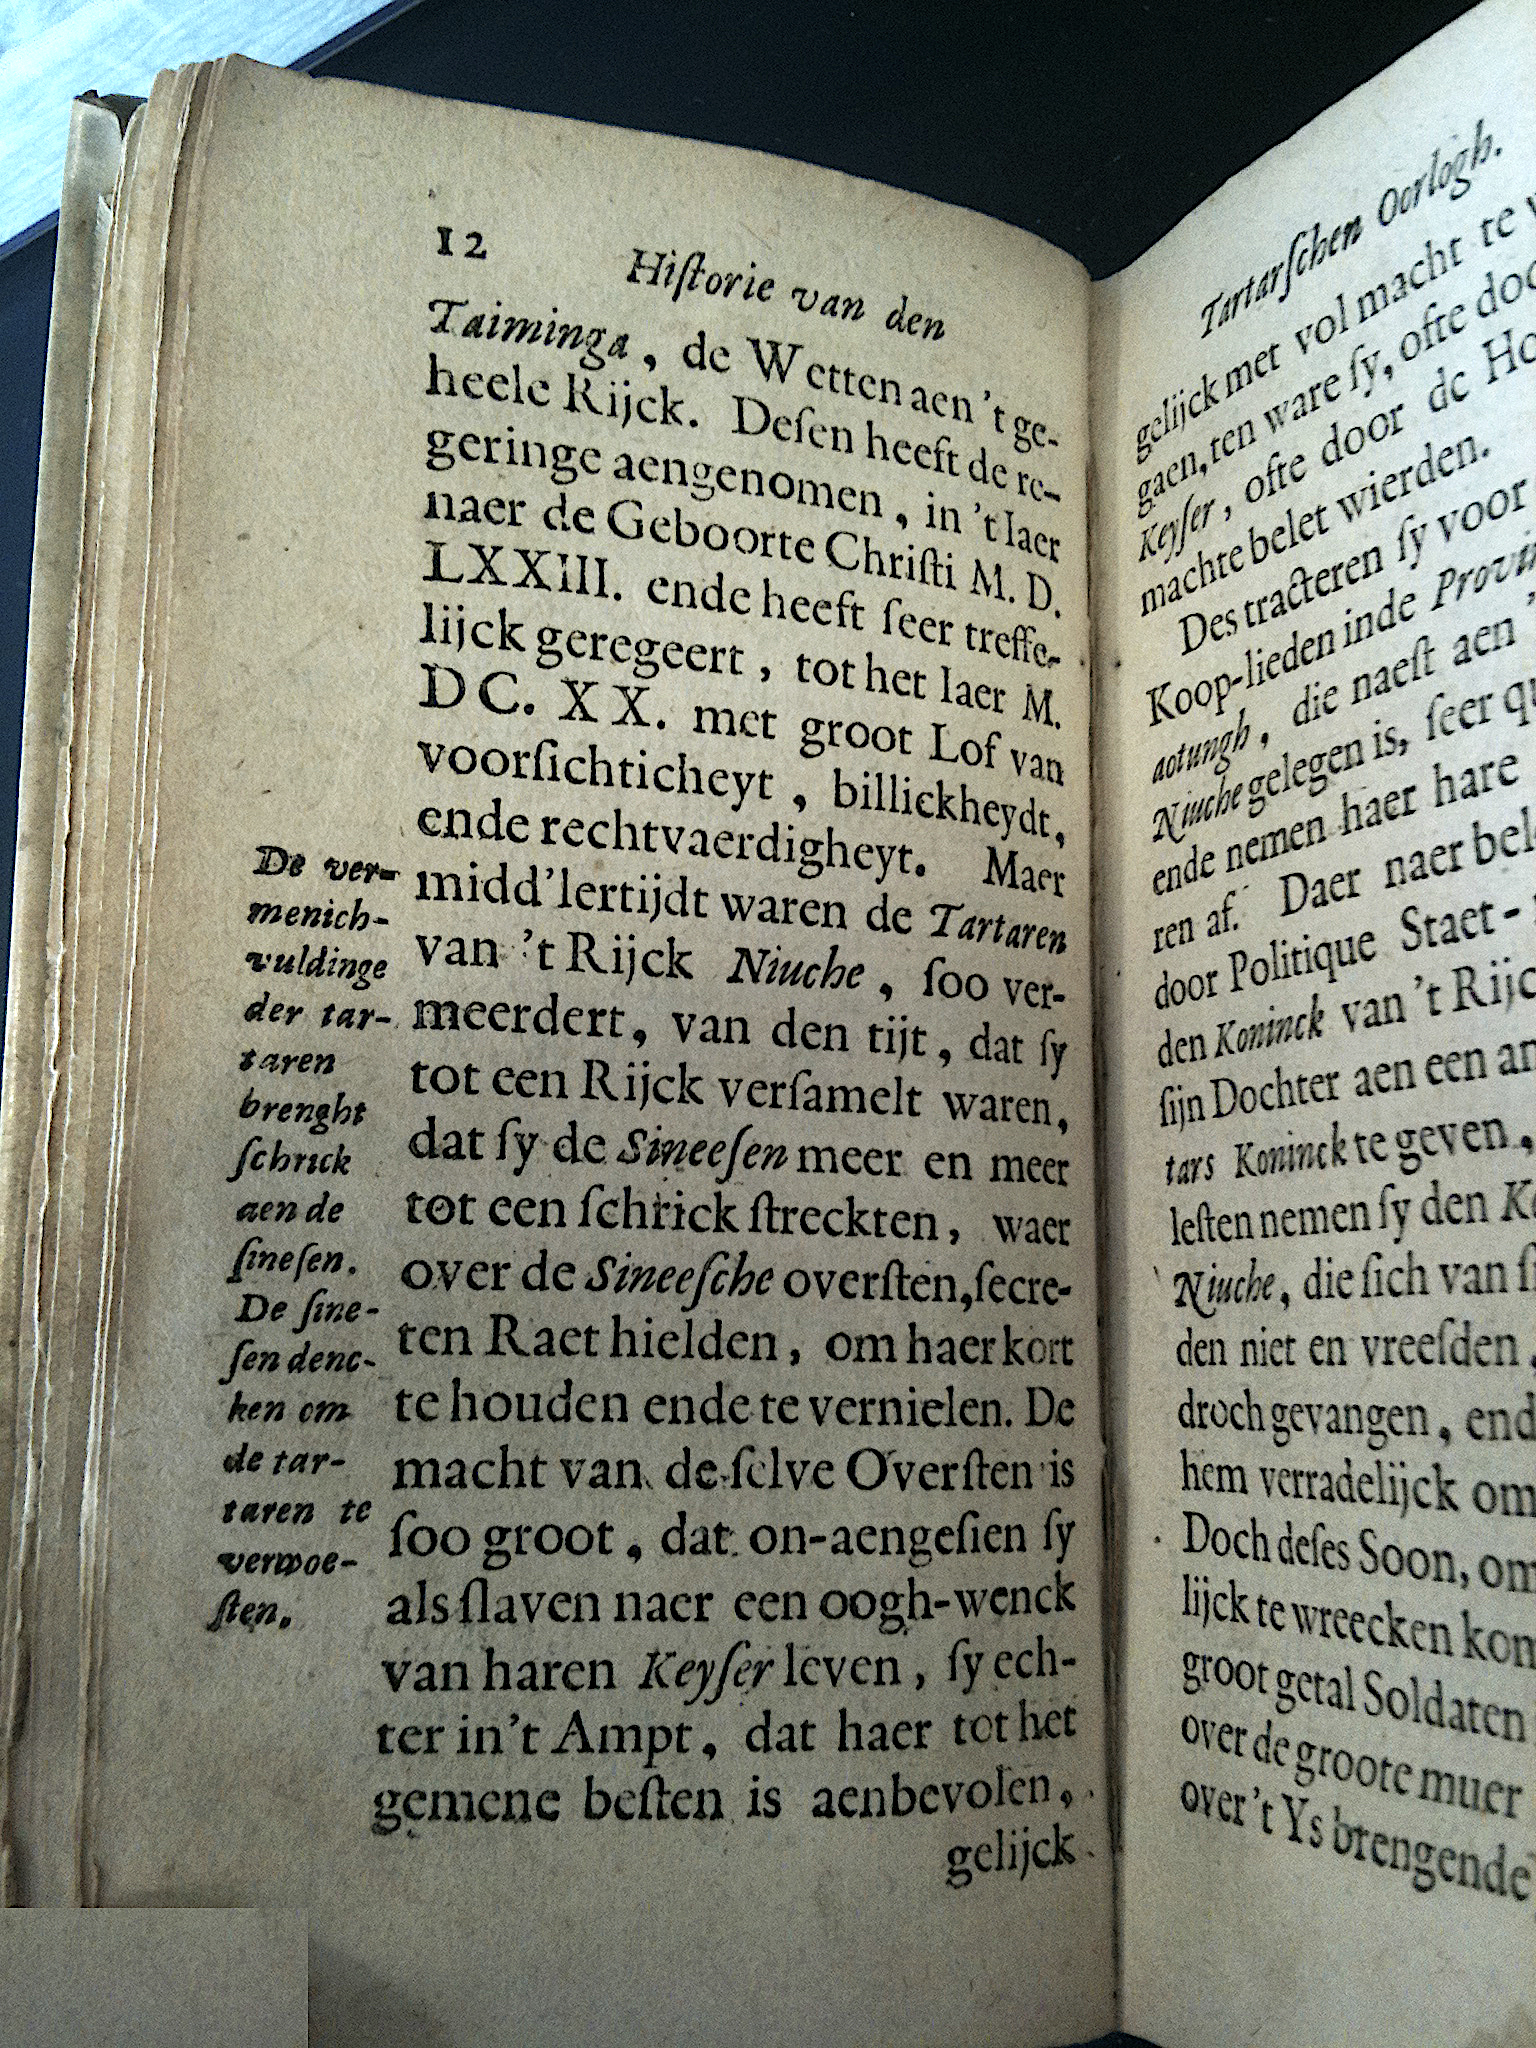 12 Hiſtorie van den
Taiminga, de Wetten aen 't ge-
heele Rijck. Deſen heeft de re-
geringe aengenomen, in 't Iaer
naer de Geboorte Chriſti M. D.
LXXIII. ende heeft ſeer treffe-
lijck geregeert, tot het Iaer M.
DC. XX. met groot Lof van
voorſichticheyt, billickheydt,
ende rechtvaerdigheyt. Maer
midd'lertijdt waren de Tartaren
van 't Rijck Niuche, ſoo ver-
meerdert, van den tijt, dat ſy
tot een Rijck verſamelt waren,
dat ſy de Sineeſen meer en meer
tot een ſchrick ſtreckten, waer
over de Sineeſche overſten, ſecre-
ten Raet hielden, om haer kort
te houden ende te vernielen. De
macht van de ſelve Overſten is
ſoo groot, dat on-aengeſien ſy
als ſlaven naer een oogh-wenck
van haren Keyſer leven, ſy ech-
ter in't Ampt, dat haer tot het
gemene beſten is aenbevolen,
gelijck
De ver-
menich-
vuldinge
der tar-
taren
brenght
ſchrick
aen de
ſineſen.
De ſine-
ſen denc-
ken om
de tar-
taren te
verwoe-
ſten.
Tartarſchen Oorlogh.
gelijck met vol macht te
gaen, ten ware ſy, ofte
Keyſer, ofte door de
machte belet wierden.
Des tracteren ſy voor
Koop-lieden inde
aotungh, die naeſt aen
Niuche gelegen is, ſeer
ende nemen haer hare
ren af. Daer naer
door Politique Staet-
den Koninck van 't
ſijn Dochter aen een
tars Koninck te geven,
leſten nemen ſy den
Niuche, die ſich van
den niet en vreeſden,
droch gevangen,
hem verradelijck
Doch deſes Soon,
lijck te wreecken
groot getal Soldaten
over de groote muer
over 't Ys brengende